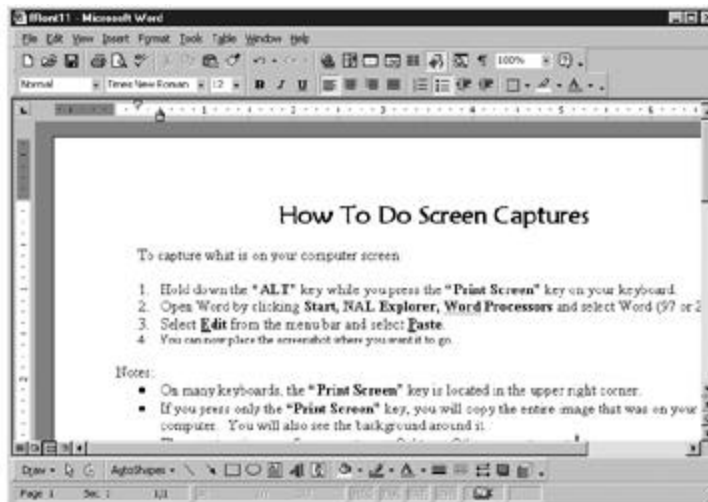 fffont11 - Microsoft Word
File Edit View Insert Format Tools Table Window Help
100%
Normal Times New Roman 12 B I U
1 2 3 4 5 6
How To Do Screen Captures
To capture what is on your computer screen
1. Hold down the "ALT" key while you press the "Print Screen" key on your keyboard.
2. Open Word by clicking Start, NAL Explorer, Word Processors and select Word (97 or 2
3. Select Edit from the menu bar and select Paste.
4. You can now place the screenshot where you want it to go.
Notes:
• On many keyboards, the "Print Screen" key is located in the upper right corner.
• If you press only the "Print Screen" key, you will copy the entire image that was on your
computer. You will also see the background around it
Draw AutoShapes
Page 1 Sec 1 1/1